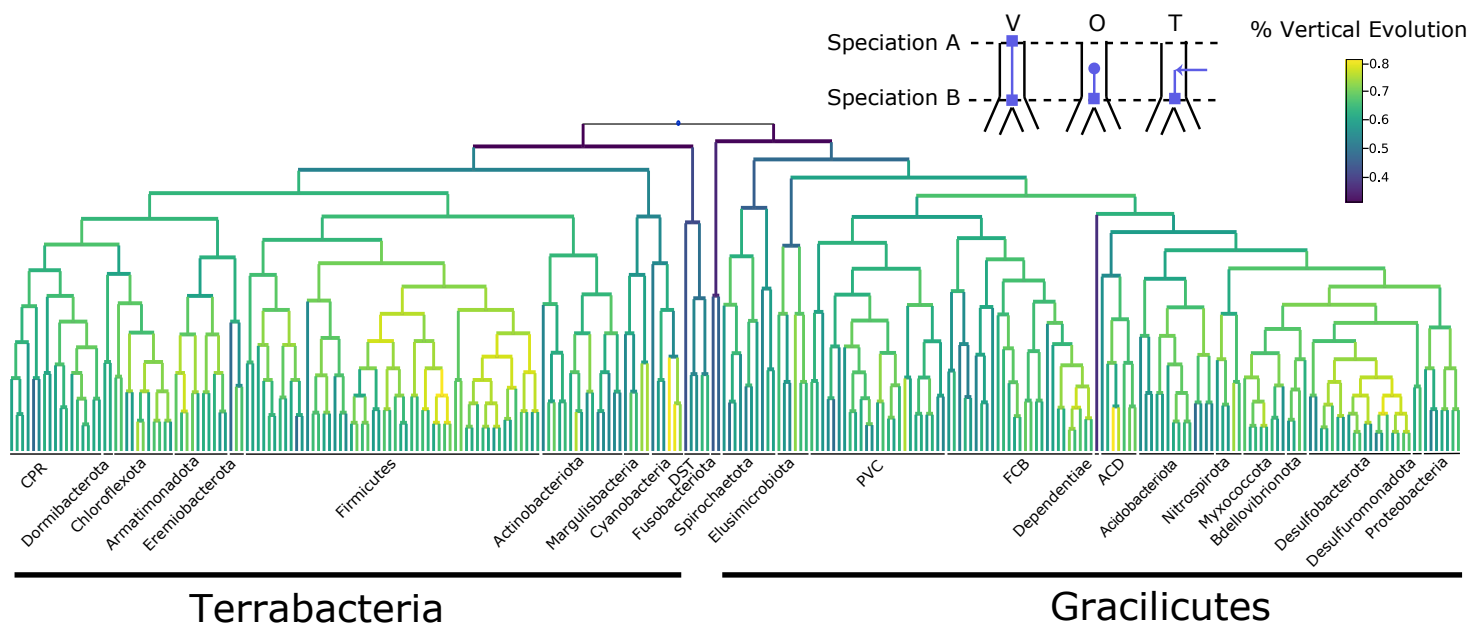 V O T
% Vertical Evolution
Speciation A
Speciation B
0.8
0.7
0.6
0.5
0.4
CPR
Dormibacterota
Chloroflexota
Armatimonadota
Eremiobacterota
Firmicutes
Actinobacteriota
Margulisbacteria
Cyanobacteria
DST
Fusobacteriota
Spirochaetota
Elusimicrobiota
PVC
FCB
Dependentiae
ACD
Acidobacteriota
Nitrospirota
Myxococcota
Bdellovibrionota
Desulfobacterota
Desulfuromonadota
Proteobacteria
Terrabacteria
Gracilicutes